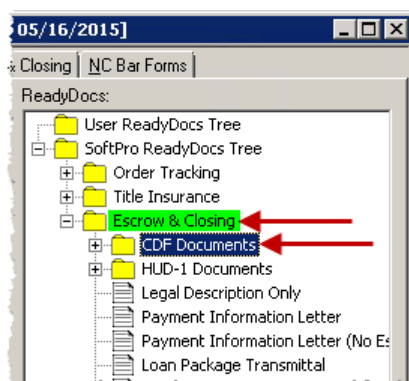 05/16/2015]
& Closing NC Bar Forms
ReadyDocs:
User ReadyDocs Tree
SoftPro ReadyDocs Tree
Order Tracking
Title Insurance
Escrow & Closing
CDF Documents
HUD-1 Documents
Legal Description Only
Payment Information Letter
Payment Information Letter (No Es
Loan Package Transmittal